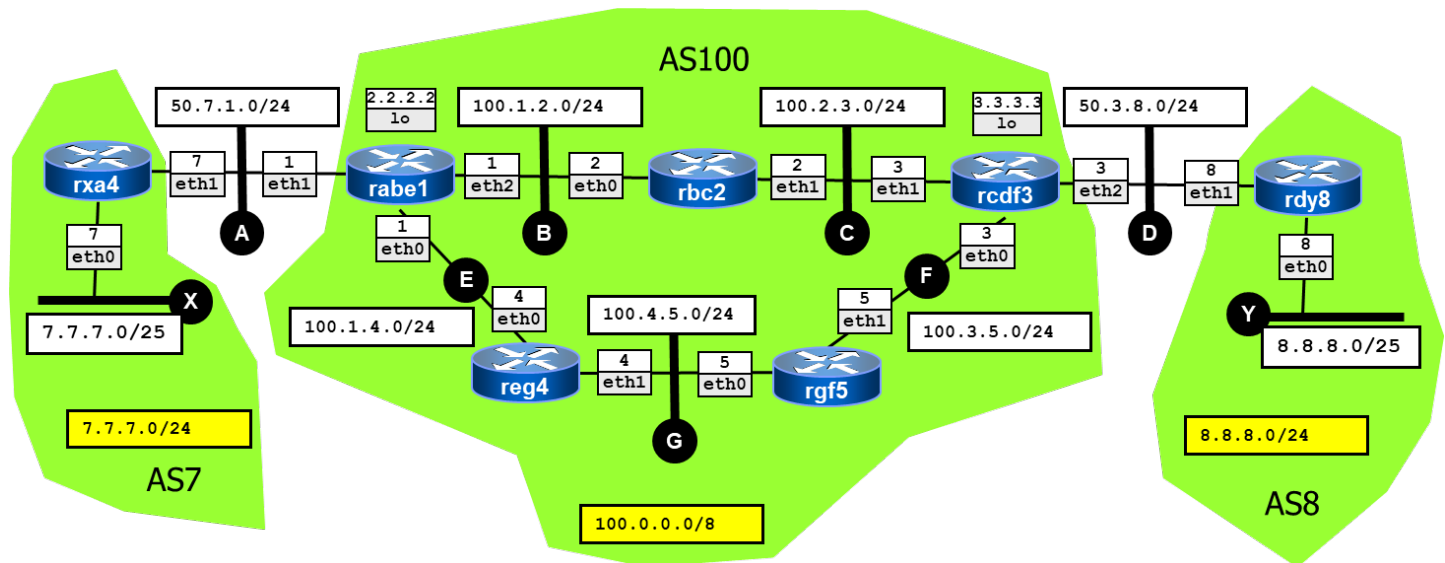 AS100
50.7.1.0/24
2.2.2.2
lo
100.1.2.0/24
100.2.3.0/24
3.3.3.3
lo
50.3.8.0/24
rxa4
7
eth1
1
eth1
rabe1
1
eth2
2
eth0
rbc2
2
eth1
3
eth1
rcdf3
3
eth2
8
eth1
rdy8
7
eth0
A
1
eth0
B
C
3
eth0
D
8
eth0
X
7.7.7.0/25
E
4
eth0
F
5
eth1
Y
8.8.8.0/25
100.1.4.0/24
100.4.5.0/24
100.3.5.0/24
reg4
4
eth1
5
eth0
rgf5
G
7.7.7.0/24
AS7
8.8.8.0/24
AS8
100.0.0.0/8